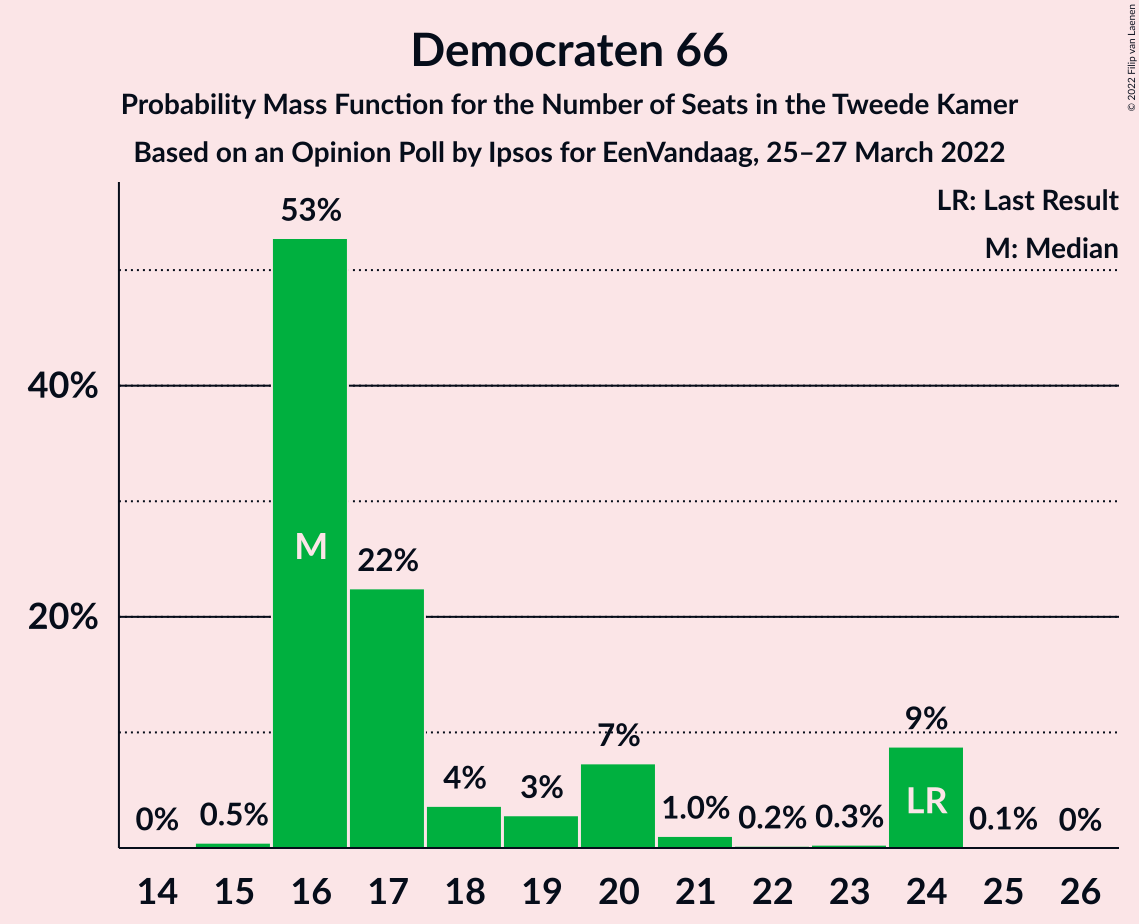 Democraten 66
Probability Mass Function for the Number of Seats in the Tweede Kamer
Based on an Opinion Poll by Ipsos for EenVandaag, 25–27 March 2022
© 2022 Filip van Laenen
LR: Last Result
M: Median
40%
20%
0% 0.5% 53% 22% 4% 3% 7% 1.0% 0.2% 0.3% 9% 0.1% 0%
M
LR
14 15 16 17 18 19 20 21 22 23 24 25 26